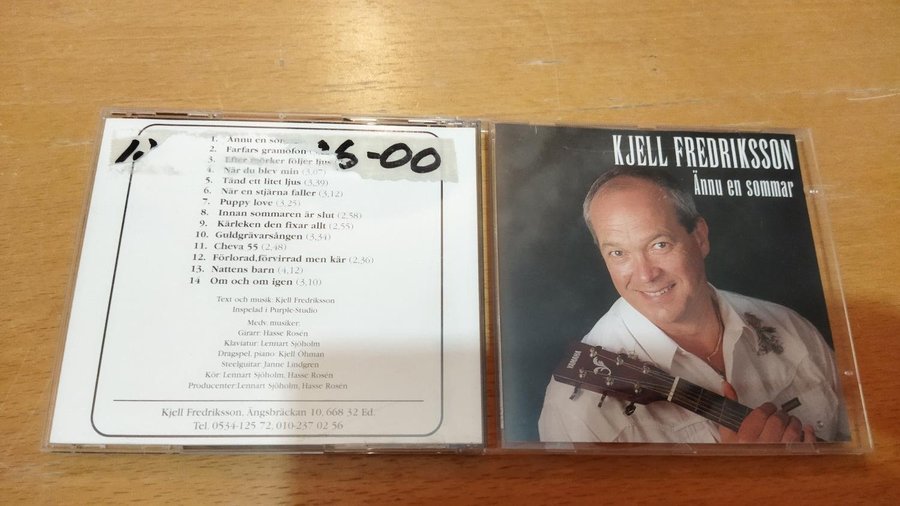 1. Ännu en
2. Farfars gramofon
-00
3. Efter mörker följer ljus
4. När du blev min (3,07)
5. Tänd ett litet ljus (3,39)
6. När en stjärna faller (3,12)
7. Puppy love (3,25)
8. Innan sommaren är slut (2,58)
9. Kärleken den fixar allt (2,55)
10. Guldgrävarsången (3,34)
11. Cheva 55 (2,48)
12. Förlorad,förvirrad men kär (2,36)
13. Nattens barn (4,12)
14 Om och om igen (3,10)
Text och musik: Kjell Fredriksson
Inspelad i Purple-Studio
Medv. musiker:
Girarr: Hasse Rosén
Klaviatur: Lennart Sjöholm
Dragspel, piano: Kjell Öhman
Steelguitar: Janne Lindgren
Kör: Lennart Sjöholm, Hasse Rosén
Producenter:Lennart Sjöholm, Hasse Rosén
Kjell Fredriksson, Ängsbräckan 10, 668 32 Ed.
Tel. 0534-125 72, 010-237 02 56
KJELL FREDRIKSSON
Ännu en sommar
YAMAHA